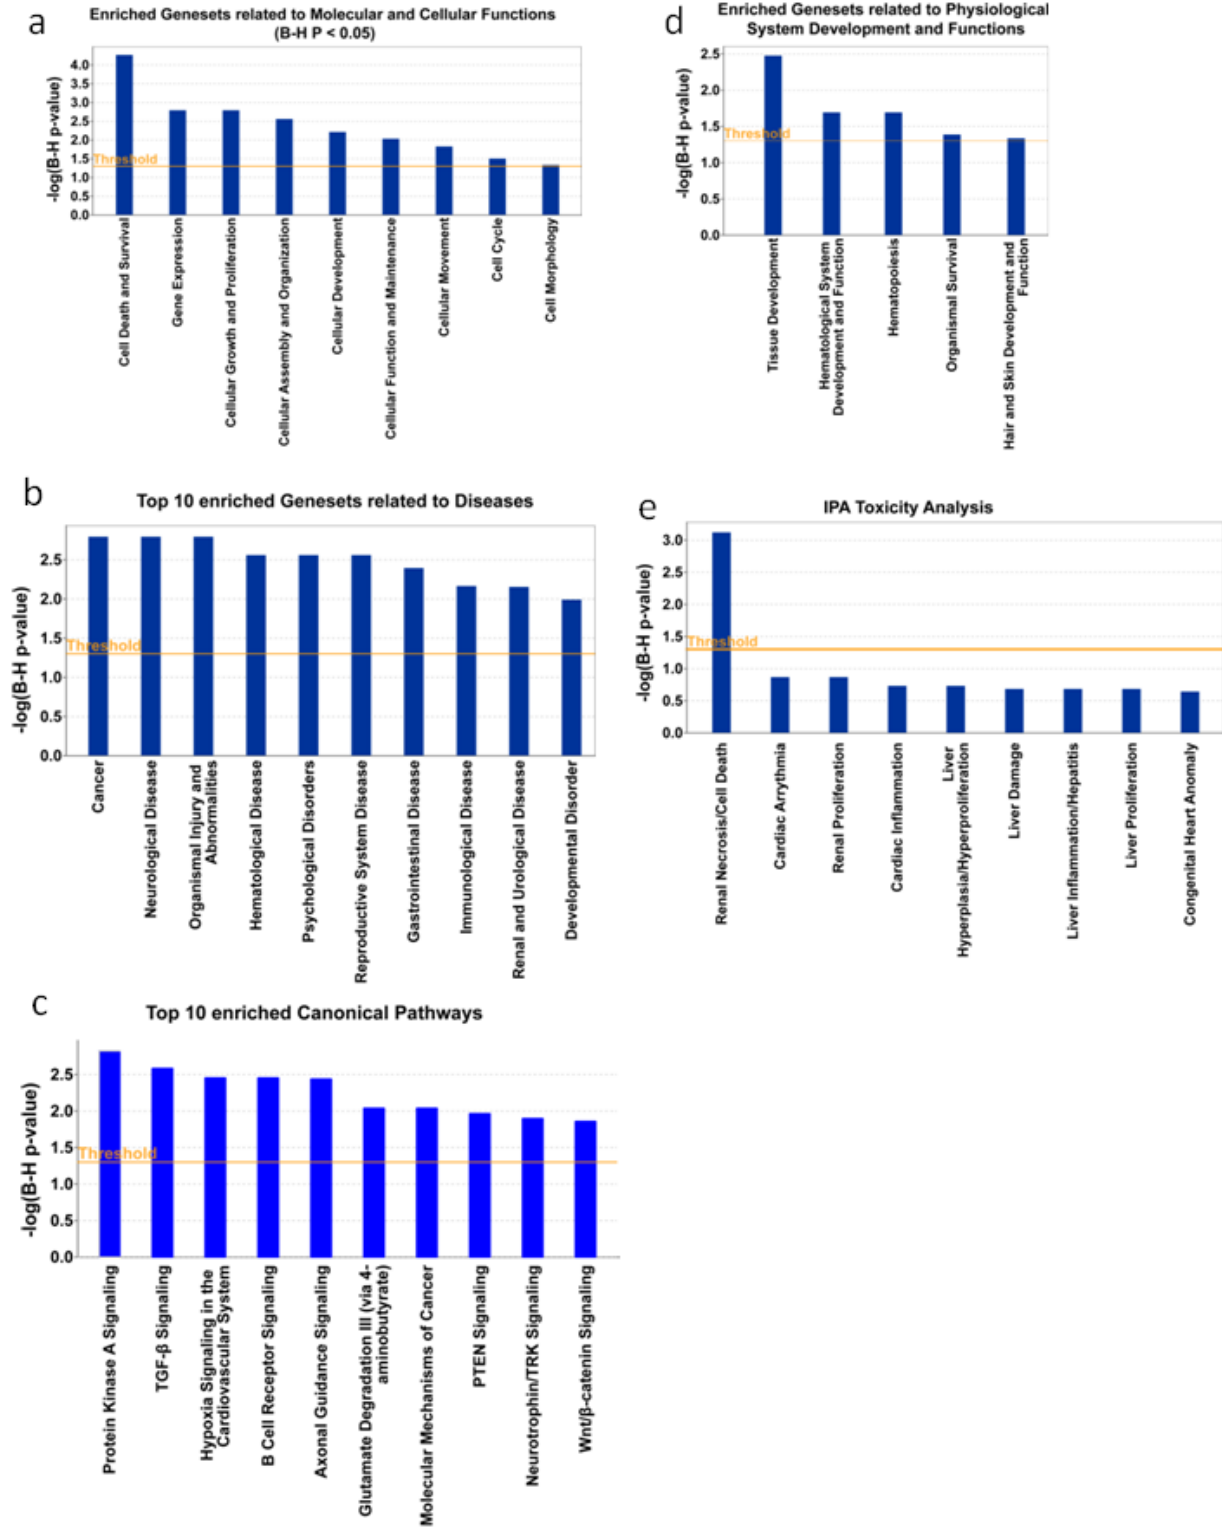 a
Enriched Genesets related to Molecular and Cellular Functions
(B-H P < 0.05)
-log(B-H p-value)
4.0
3.5
3.0
2.5
2.0
1.5
1.0
0.5
0.0
Threshold
Cell Death and Survival
Gene Expression
Cellular Growth and Proliferation
Cellular Assembly and Organization
Cellular Development
Cellular Function and Maintenance
Cellular Movement
Cell Cycle
Cell Morphology
d
Enriched Genesets related to Physiological
System Development and Functions
-log(B-H p-value)
2.5
2.0
1.5
1.0
0.5
0.0
Threshold
Tissue Development
Hematological System
Development and Function
Hematopoiesis
Organismal Survival
Hair and Skin Development and
Function
b
Top 10 enriched Genesets related to Diseases
-log(B-H p-value)
2.5
2.0
1.5
1.0
0.5
0.0
Threshold
Cancer
Neurological Disease
Organismal Injury and
Abnormalities
Hematological Disease
Psychological Disorders
Reproductive System Disease
Gastrointestinal Disease
Immunological Disease
Renal and Urological Disease
Developmental Disorder
e
IPA Toxicity Analysis
-log(B-H p-value)
3.0
2.5
2.0
1.5
1.0
0.5
0.0
Threshold
Renal Necrosis/Cell Death
Cardiac Arrythmia
Renal Proliferation
Cardiac Inflammation
Liver
Hyperplasia/Hyperproliferation
Liver Damage
Liver Inflammation/Hepatitis
Liver Proliferation
Congenital Heart Anomaly
c
Top 10 enriched Canonical Pathways
-log(B-H p-value)
2.5
2.0
1.5
1.0
0.5
0.0
Threshold
Protein Kinase A Signaling
TGF-β Signaling
Hypoxia Signaling in the
Cardiovascular System
B Cell Receptor Signaling
Axonal Guidance Signaling
Glutamate Degradation III (via 4-
aminobutyrate)
Molecular Mechanisms of Cancer
PTEN Signaling
Neurotrophin/TRK Signaling
Wnt/β-catenin Signaling